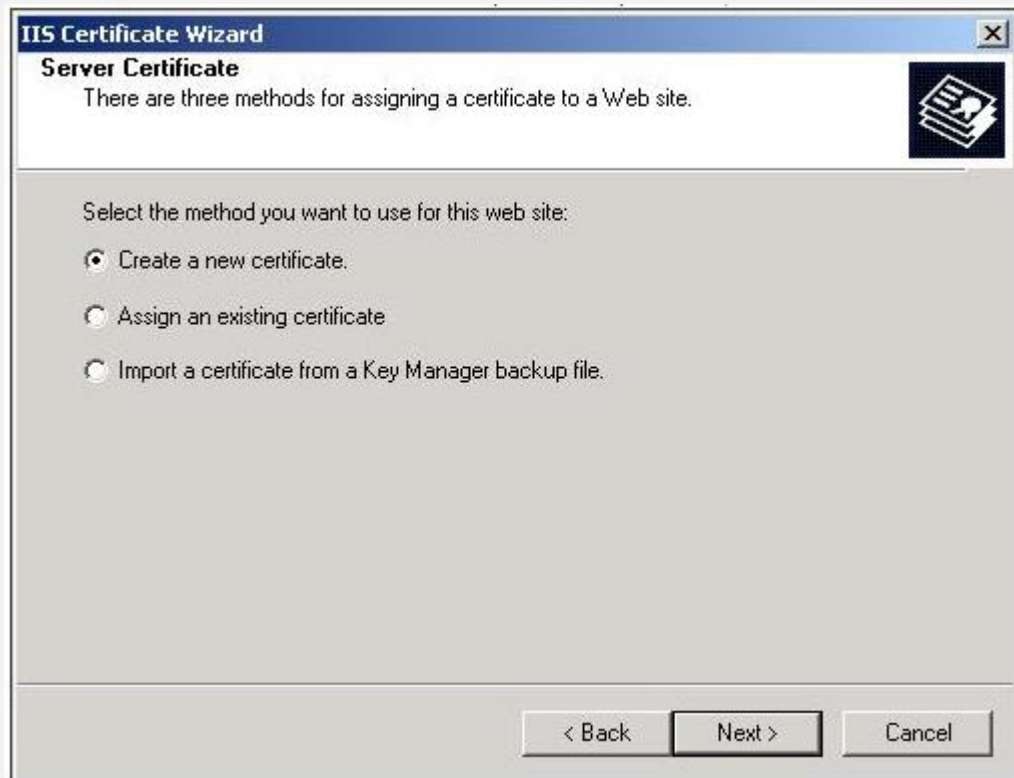 IIS Certificate Wizard
Server Certificate
There are three methods for assigning a certificate to a Web site.
Select the method you want to use for this web site:
Create a new certificate.
Assign an existing certificate
Import a certificate from a Key Manager backup file.
< Back
Next >
Cancel